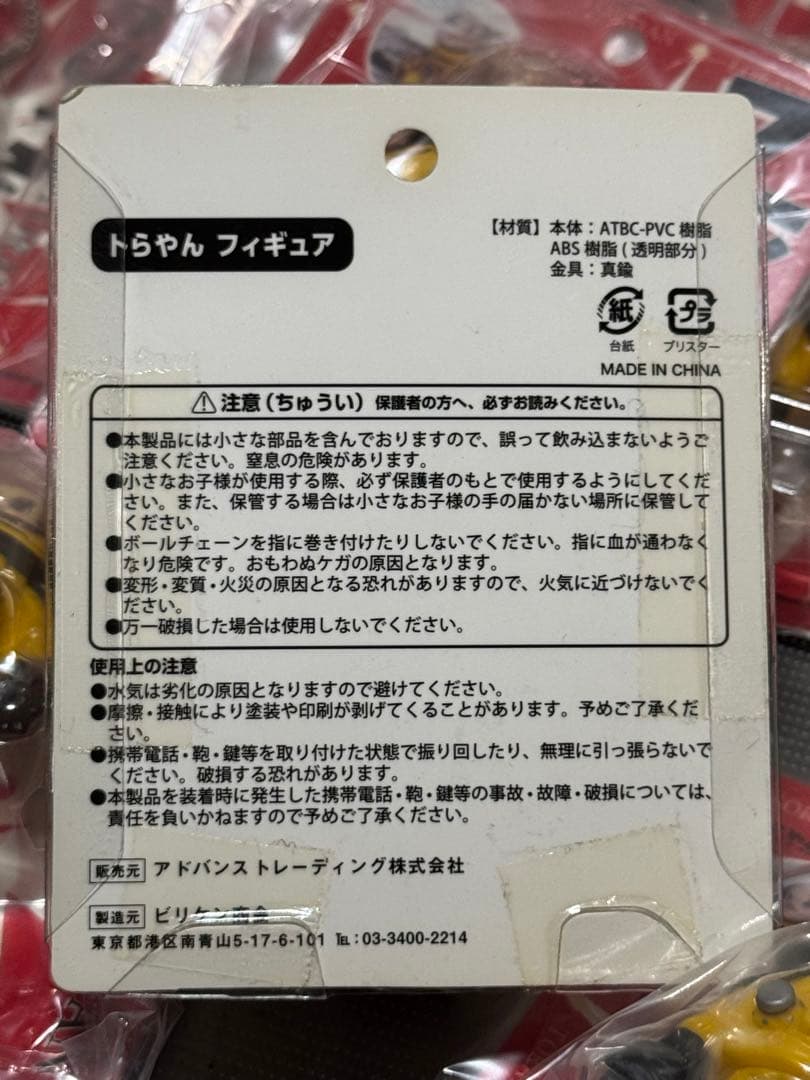 トらやん フィギュア
【材質】本体：ATBC-PVC 樹脂
ABS 樹脂 ( 透明部分 )
金具：真鍮
紙
プラ
台紙
ブリスター
MADE IN CHINA
⚠注意（ちゅうい）保護者の方へ、必ずお読みください。
●本製品には小さな部品を含んでおりますので、誤って飲み込まないようご
注意ください。窒息の危険があります。
●小さなお子様が使用する際、必ず保護者のもとで使用するようにしてくだ
さい。また、保管する場合は小さなお子様の手の届かない場所に保管して
ください。
●ボールチェーンを指に巻き付けたりしないでください。指に血が通わなく
なり危険です。おもわぬケガの原因となります。
●変形・変質・火災の原因となる恐れがありますので、火気に近づけないでく
ださい。
●万一破損した場合は使用しないでください。
使用上の注意
●水気は劣化の原因となりますので避けてください。
●摩擦・接触により塗装や印刷が剥げてくることがあります。予めご了承くだ
さい。
●携帯電話・鞄・鍵等を取り付けた状態で振り回したり、無理に引っ張らないで
ください。破損する恐れがあります。
●本製品を装着時に発生した携帯電話・鞄・鍵等の事故・故障・破損については、
責任を負いかねますので予めご了承ください。
販売元 アドバンストレーディング株式会社
製造元 ビリケン商会
東京都港区南青山5-17-6-101 ℡：03-3400-2214